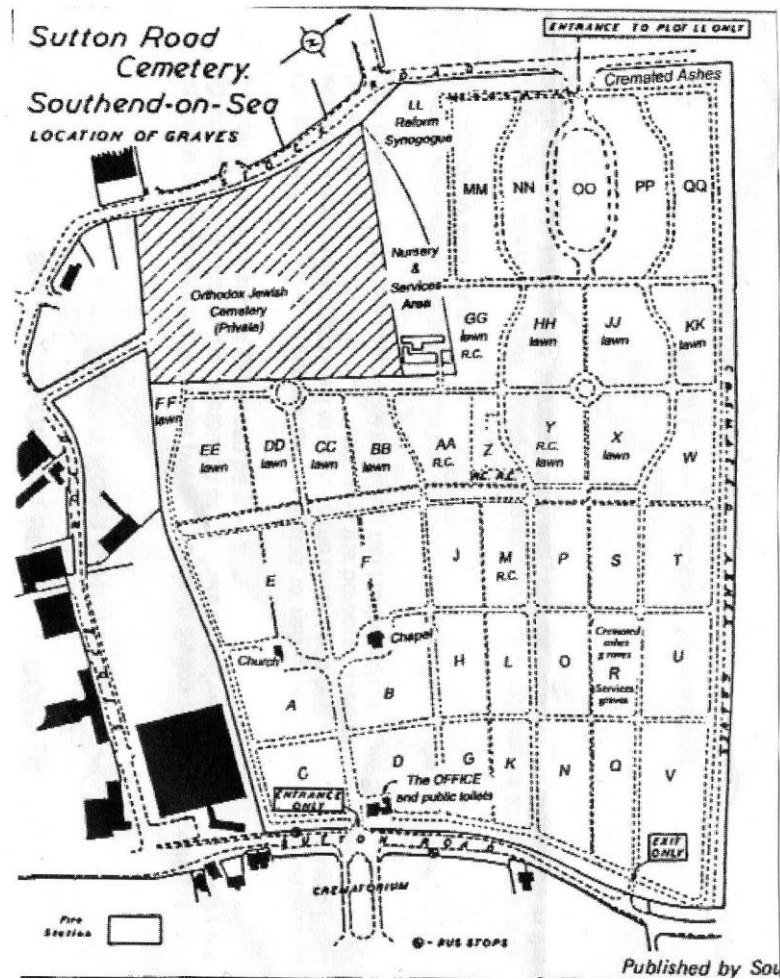 Sutton Road
Cemetery.
Southend-on-Sea
LOCATION OF GRAVES
N
ENTRANCE TO PLOT LL ONLY
ROAD
Cremated Ashes
LL
Reform
Synagogue
MM
NN
OO
PP
QQ
Orthodox Jewish
Cemetery
(Private)
Nursery
&
Services
Area
GG
lawn
R.C.
HH
lawn
JJ
lawn
KK
lawn
FF
lawn
EE
lawn
DD
lawn
CC
lawn
BB
lawn
AA
R.C.
Z
R.C. R.C.
Y
R.C.
lawn
X
lawn
W
E
F
J
M
R.C.
P
S
T
Church
Chapel
A
B
H
L
O
Cremated
ashes
graves
R
Services
graves
U
C
D
G
K
N
Q
V
The OFFICE
and public toilets
ENTRANCE
ONLY
EXIT
ONLY
SUTTON ROAD
CREMATORIUM
Fire
Station
- BUS STOPS
Published by Sou